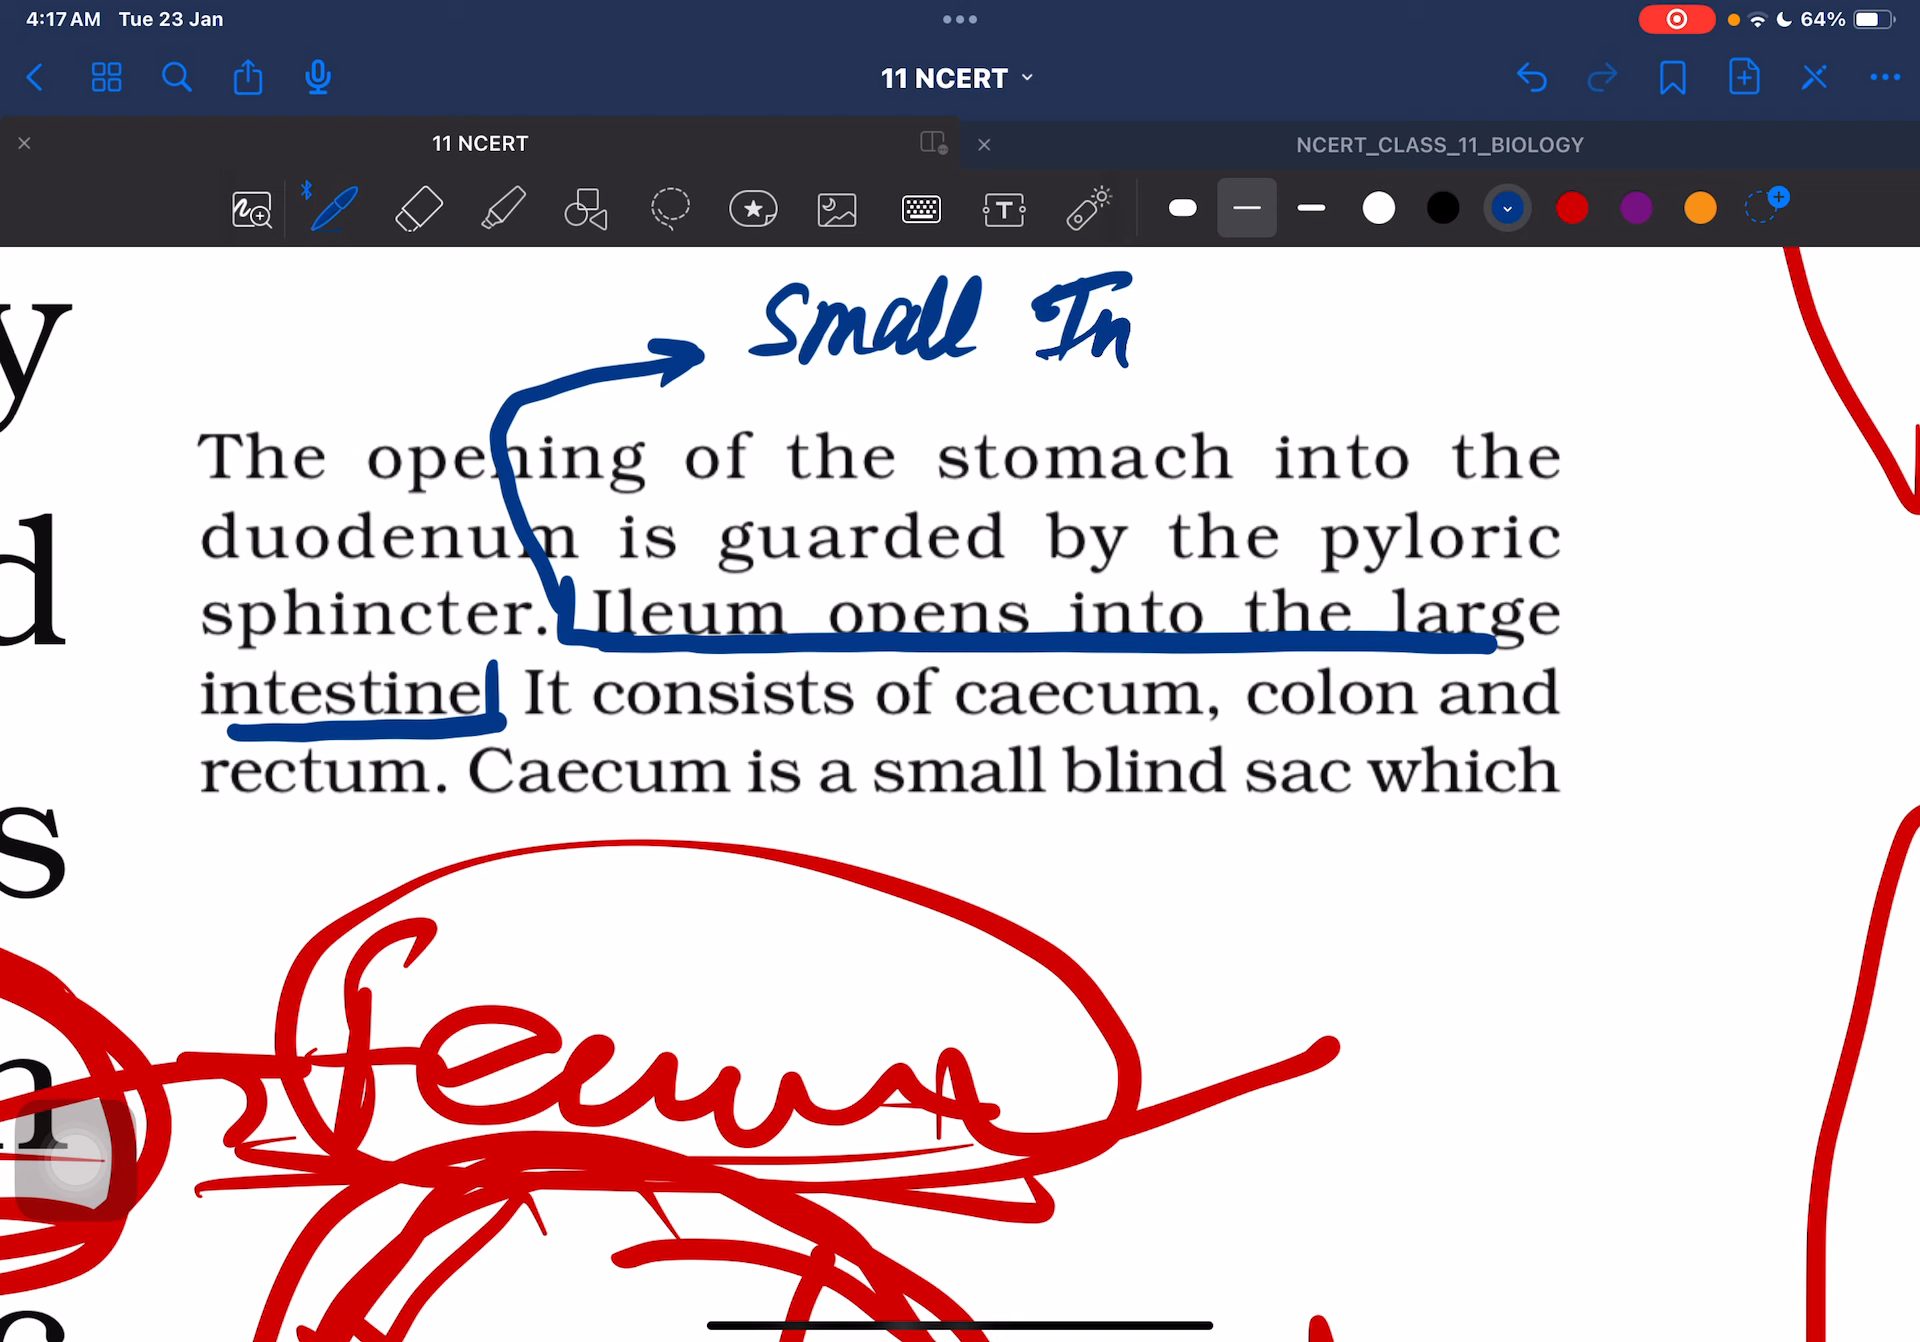 4:17 AM Tue 23 Jan
64%
11 NCERT
11 NCERT
NCERT_CLASS_11_BIOLOGY
Small In
y
The opening of the stomach into the
duodenum is guarded by the pyloric
d
sphincter. Ileum opens into the large
intestine It consists of caecum, colon and
rectum. Caecum is a small blind sac which
s